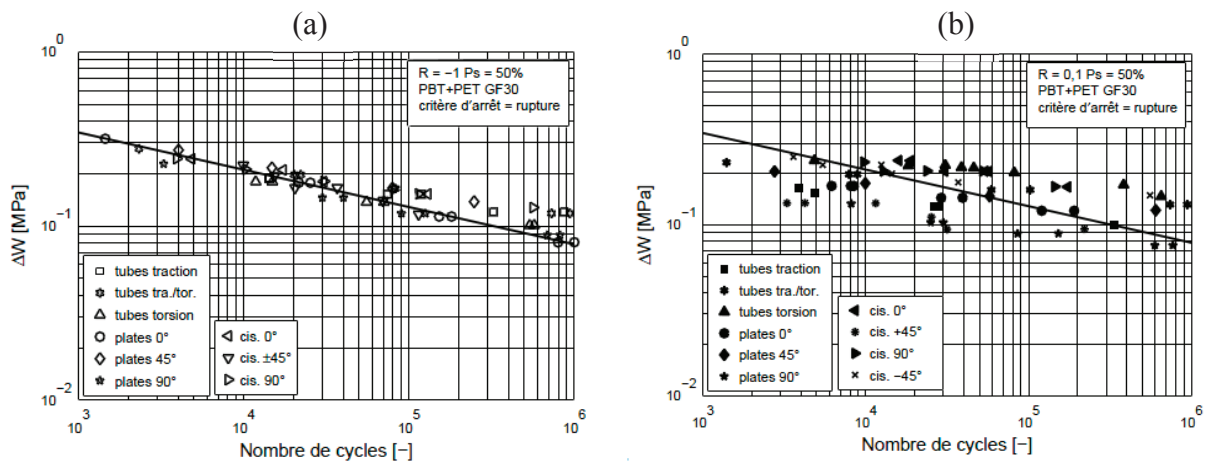 (a)
10^0
R = −1 Ps = 50%
PBT+PET GF30
critère d'arrêt = rupture
ΔW [MPa]
10^-1
tubes traction
tubes tra./tor.
tubes torsion
plates 0°
plates 45°
plates 90°
cis. 0°
cis. ±45°
cis. 90°
10^-2
10^3
10^4
10^5
10^6
Nombre de cycles [−]
(b)
10^0
R = 0,1 Ps = 50%
PBT+PET GF30
critère d'arrêt = rupture
ΔW [MPa]
10^-1
tubes traction
tubes tra./tor.
tubes torsion
plates 0°
plates 45°
plates 90°
cis. 0°
cis. +45°
cis. 90°
cis. −45°
10^-2
10^3
10^4
10^5
10^6
Nombre de cycles [−]